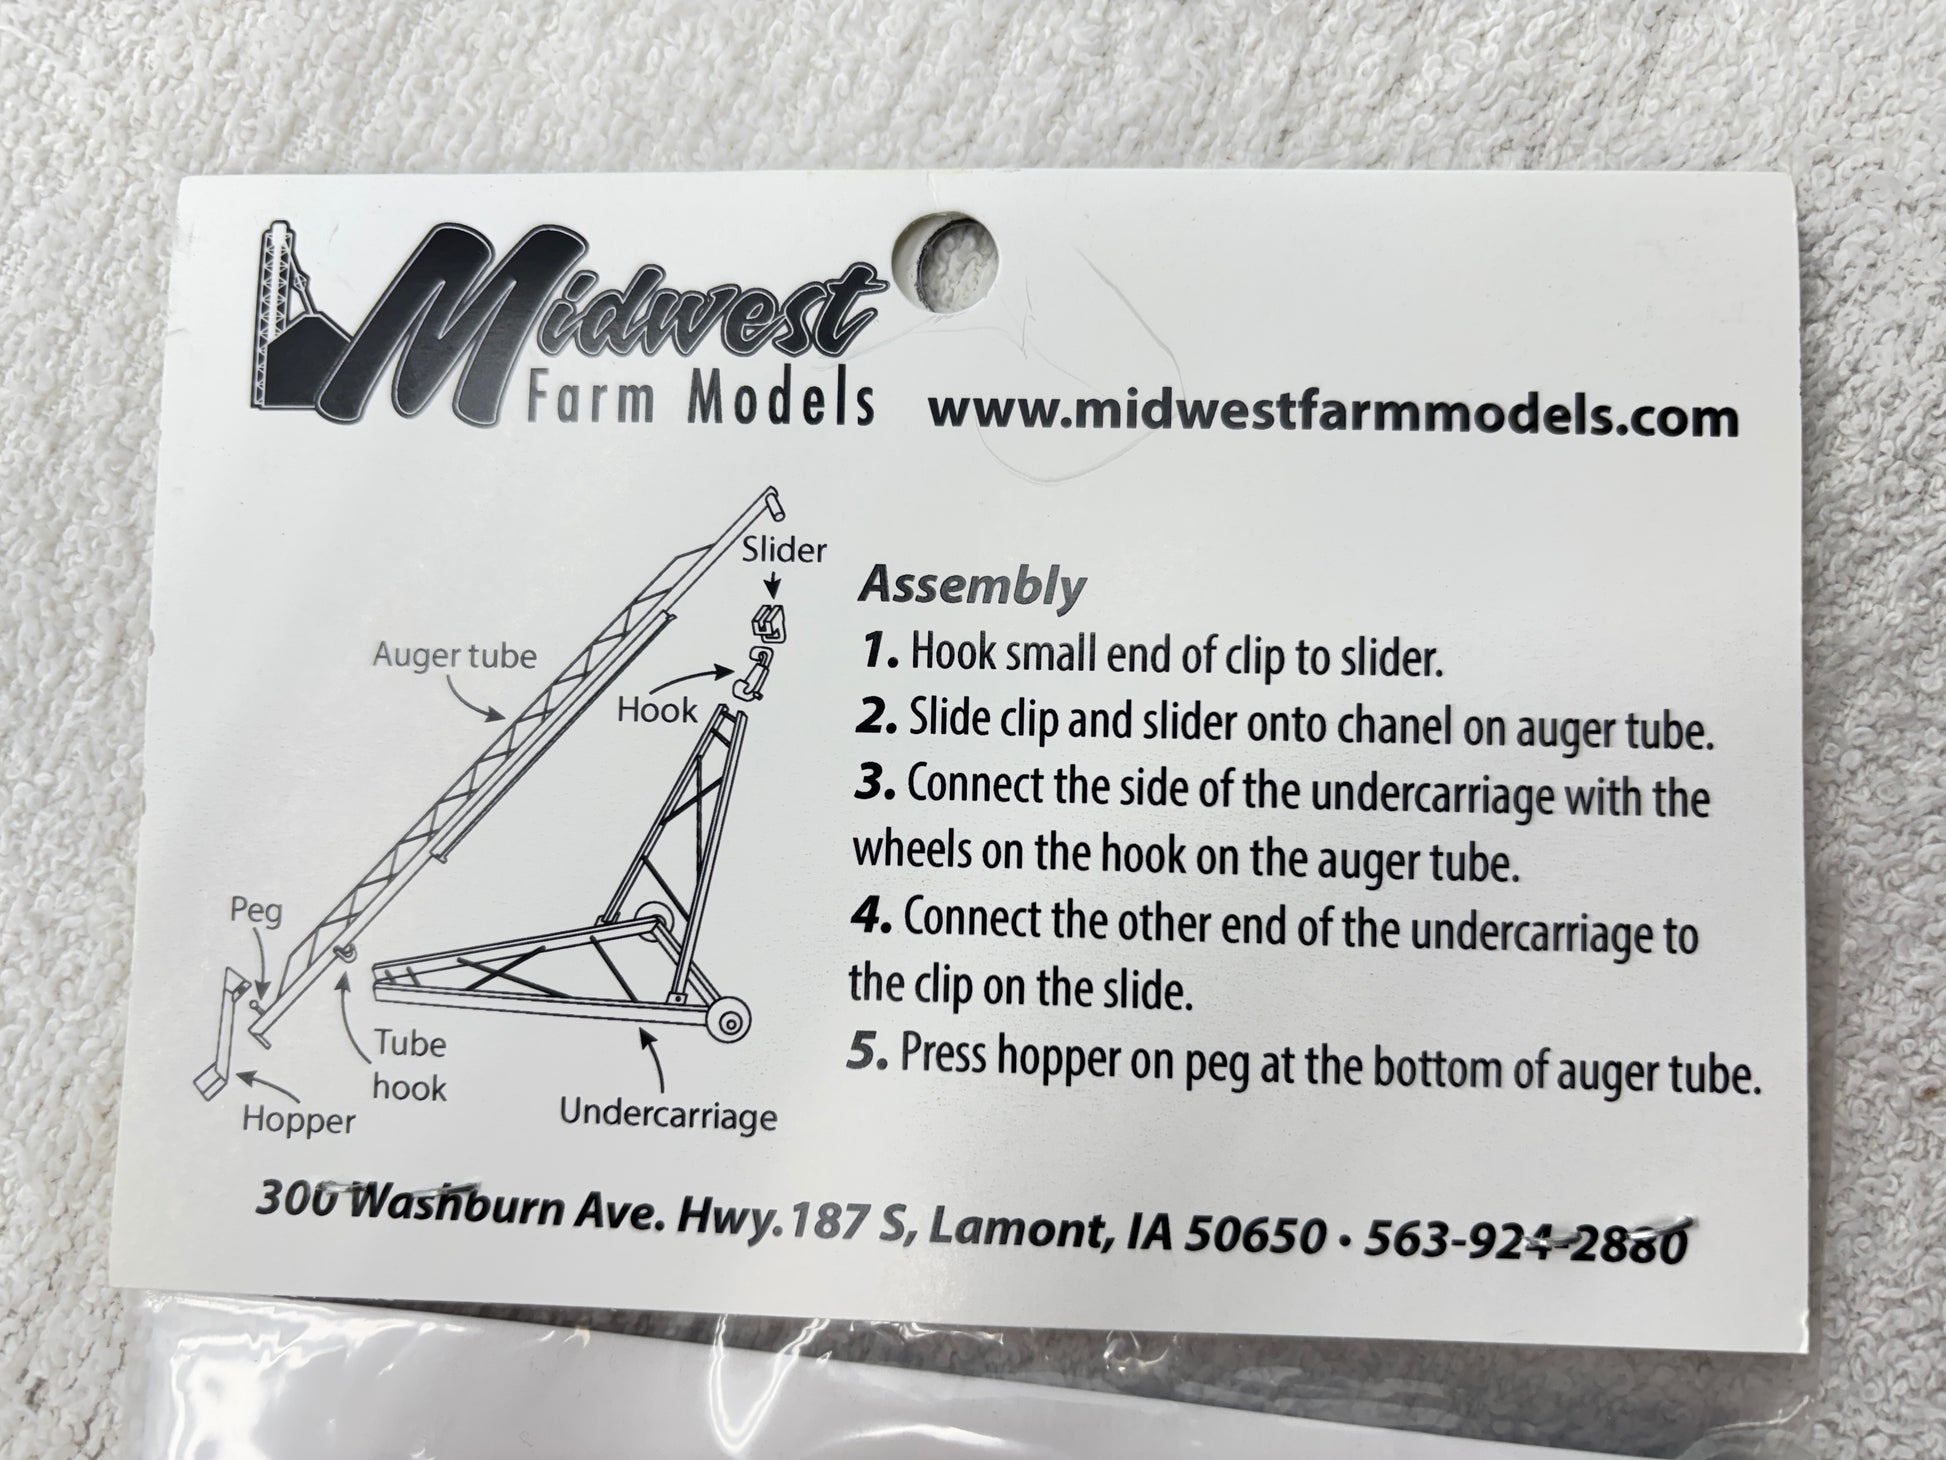 Midwest
Farm Models
www.midwestfarmmodels.com
Slider
Auger tube
Hook
Peg
Tube
hook
Hopper
Undercarriage
Assembly
1. Hook small end of clip to slider.
2. Slide clip and slider onto chanel on auger tube.
3. Connect the side of the undercarriage with the
wheels on the hook on the auger tube.
4. Connect the other end of the undercarriage to
the clip on the slide.
5. Press hopper on peg at the bottom of auger tube.
300 Washburn Ave. Hwy. 187 S, Lamont, IA 50650 • 563-924-2880